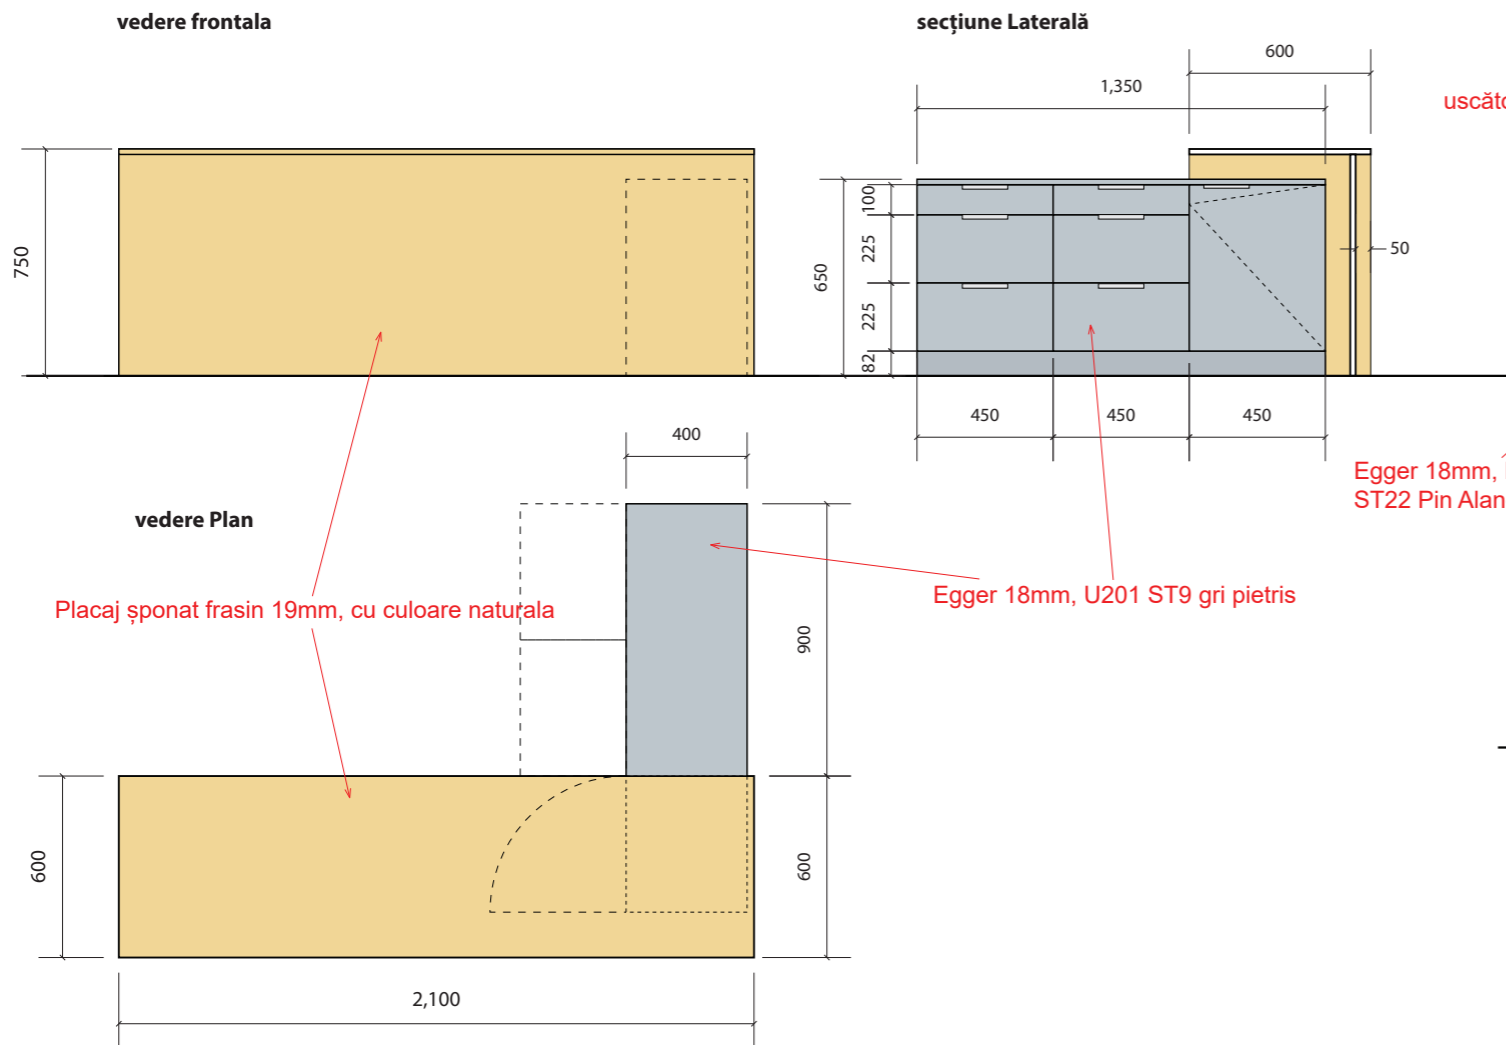 vedere frontala
secțiune Laterală
600
1,350
750
650
100
225
225
82
50
450
450
450
400
vedere Plan
Placaj șponat frasin 19mm, cu culoare naturala
Egger 18mm, U201 ST9 gri pietris
Egger 18mm,
ST22 Pin
900
600
600
2,100